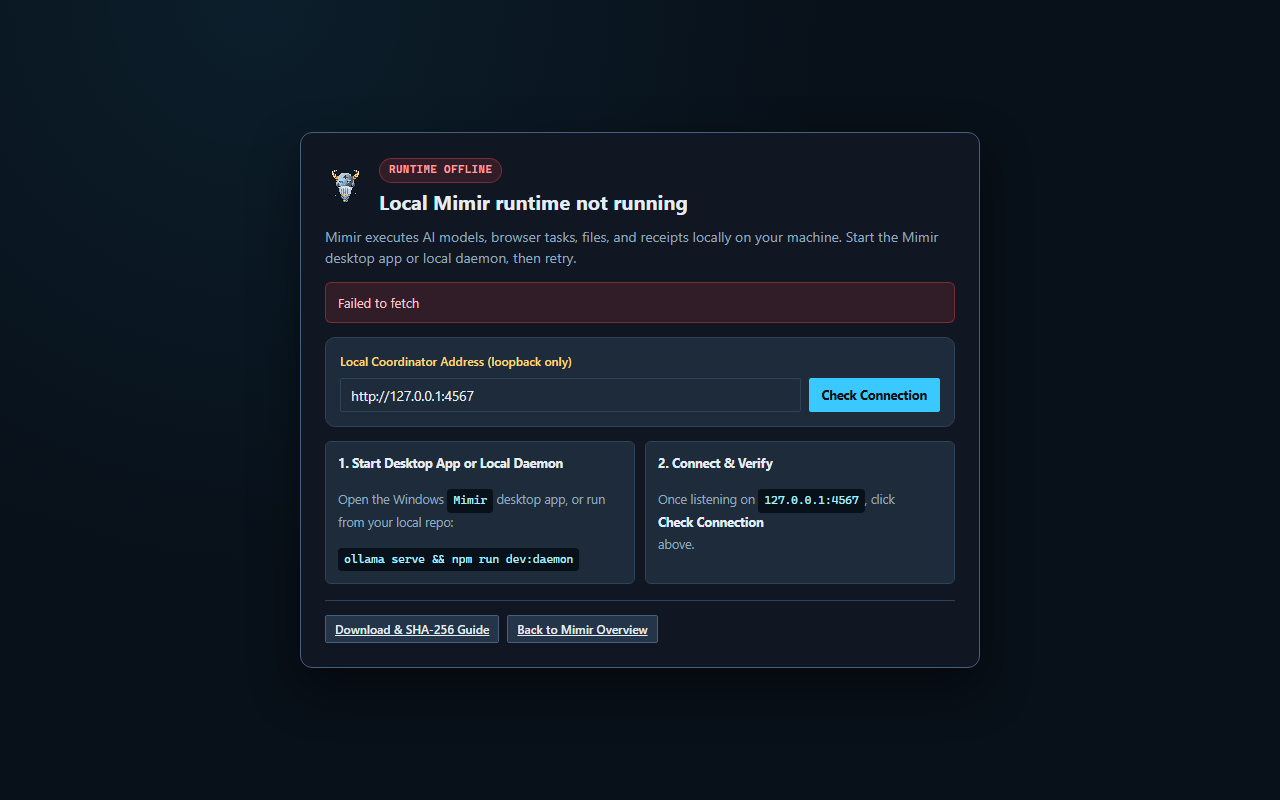 RUNTIME OFFLINE
Local Mimir runtime not running
Mimir executes AI models, browser tasks, files, and receipts locally on your machine. Start the Mimir
desktop app or local daemon, then retry.
Failed to fetch
Local Coordinator Address (loopback only)
http://127.0.0.1:4567
Check Connection
1. Start Desktop App or Local Daemon
Open the Windows Mimir desktop app, or run
from your local repo:
ollama serve && npm run dev:daemon
2. Connect & Verify
Once listening on 127.0.0.1:4567, click
Check Connection
above.
Download & SHA-256 Guide
Back to Mimir Overview